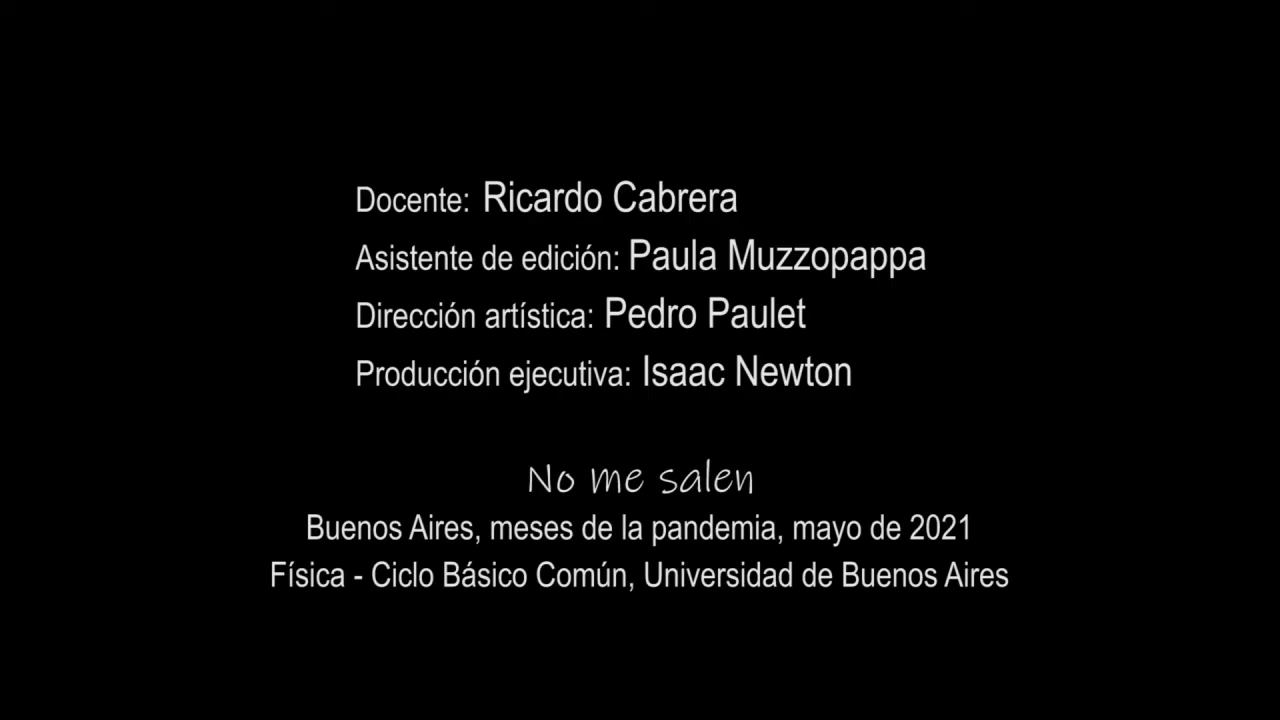 Docente: Ricardo Cabrera
Asistente de edición: Paula Muzzopappa
Dirección artística: Pedro Paulet
Producción ejecutiva: Isaac Newton
No me salen
Buenos Aires, meses de la pandemia, mayo de 2021
Física - Ciclo Básico Común, Universidad de Buenos Aires